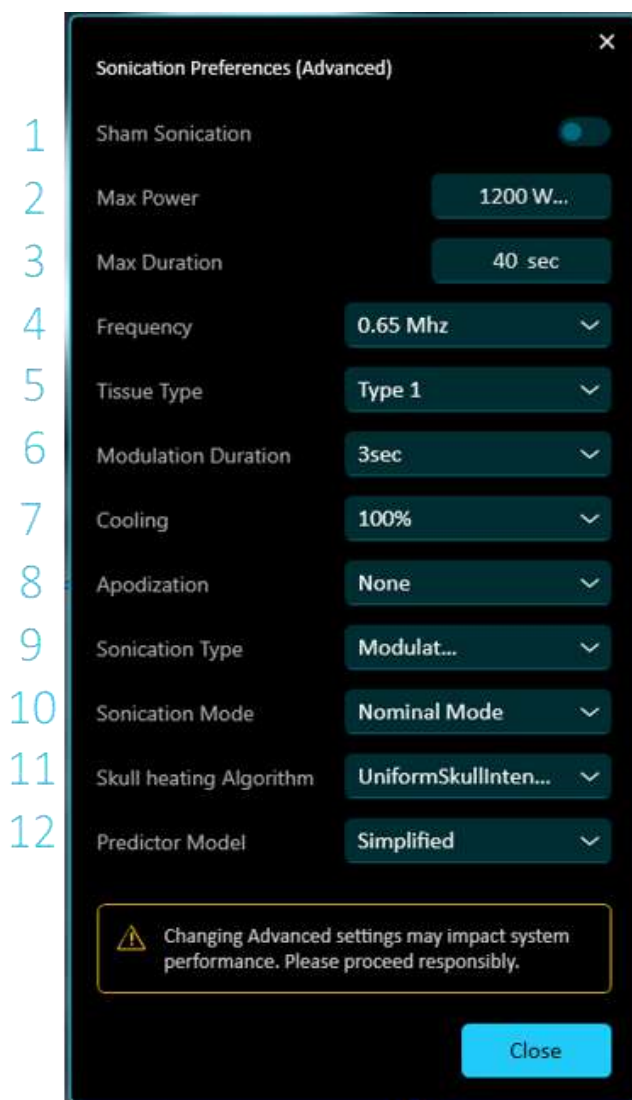 ×
Sonication Preferences (Advanced)
1 Sham Sonication
2 Max Power 1200 W...
3 Max Duration 40 sec
4 Frequency 0.65 Mhz
5 Tissue Type Type 1
6 Modulation Duration 3sec
7 Cooling 100%
8 Apodization None
9 Sonication Type Modulat...
10 Sonication Mode Nominal Mode
11 Skull heating Algorithm UniformSkullInten...
12 Predictor Model Simplified
Changing Advanced settings may impact system
performance. Please proceed responsibly.
Close